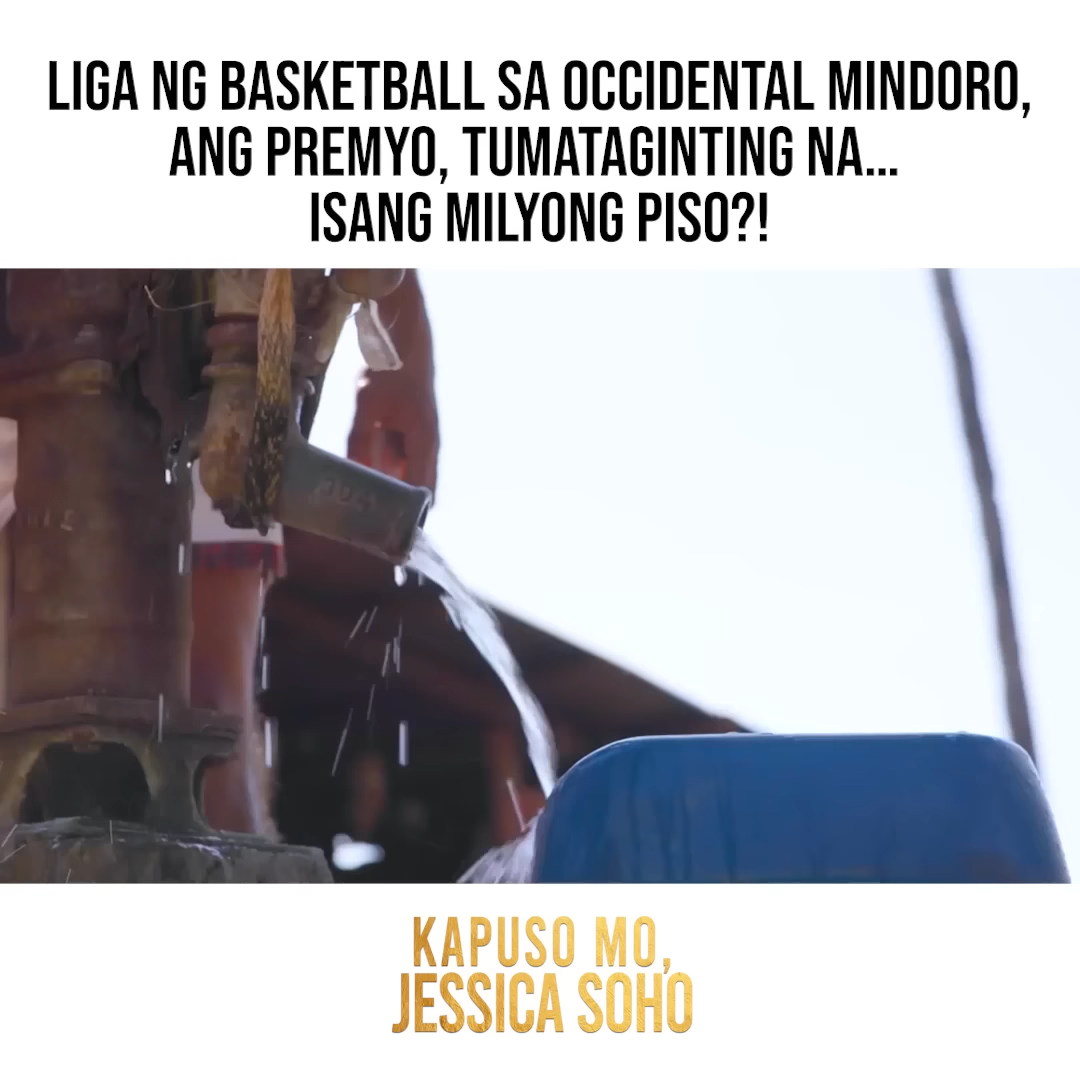 LIGA NG BASKETBALL SA OCCIDENTAL MINDORO,
ANG PREMYO, TUMATAGINTING NA...
ISANG MILYONG PISO?!
KAPUSO MO,
JESSICA SOHO